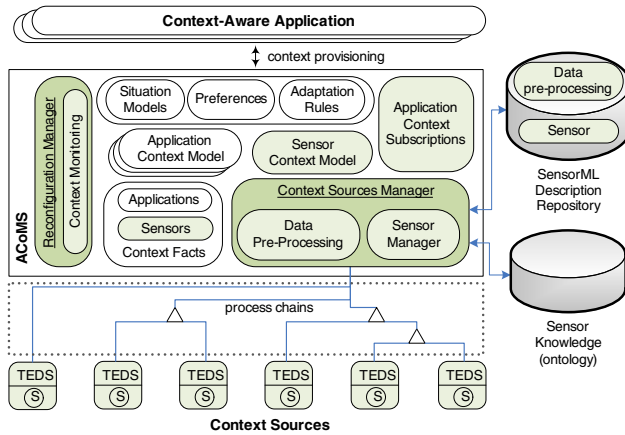 Context-Aware Application
context provisioning
ACoMS
Reconfiguration Manager
Context Monitoring
Situation
Models
Preferences
Adaptation
Rules
Application
Context
Subscriptions
Application
Context Model
Sensor
Context Model
Applications
Sensors
Context Facts
Context Sources Manager
Data
Pre-Processing
Sensor
Manager
Data
pre-processing
Sensor
SensorML
Description
Repository
Sensor
Knowledge
(ontology)
process chains
TEDS
S
TEDS
S
TEDS
S
TEDS
S
TEDS
S
TEDS
S
Context Sources